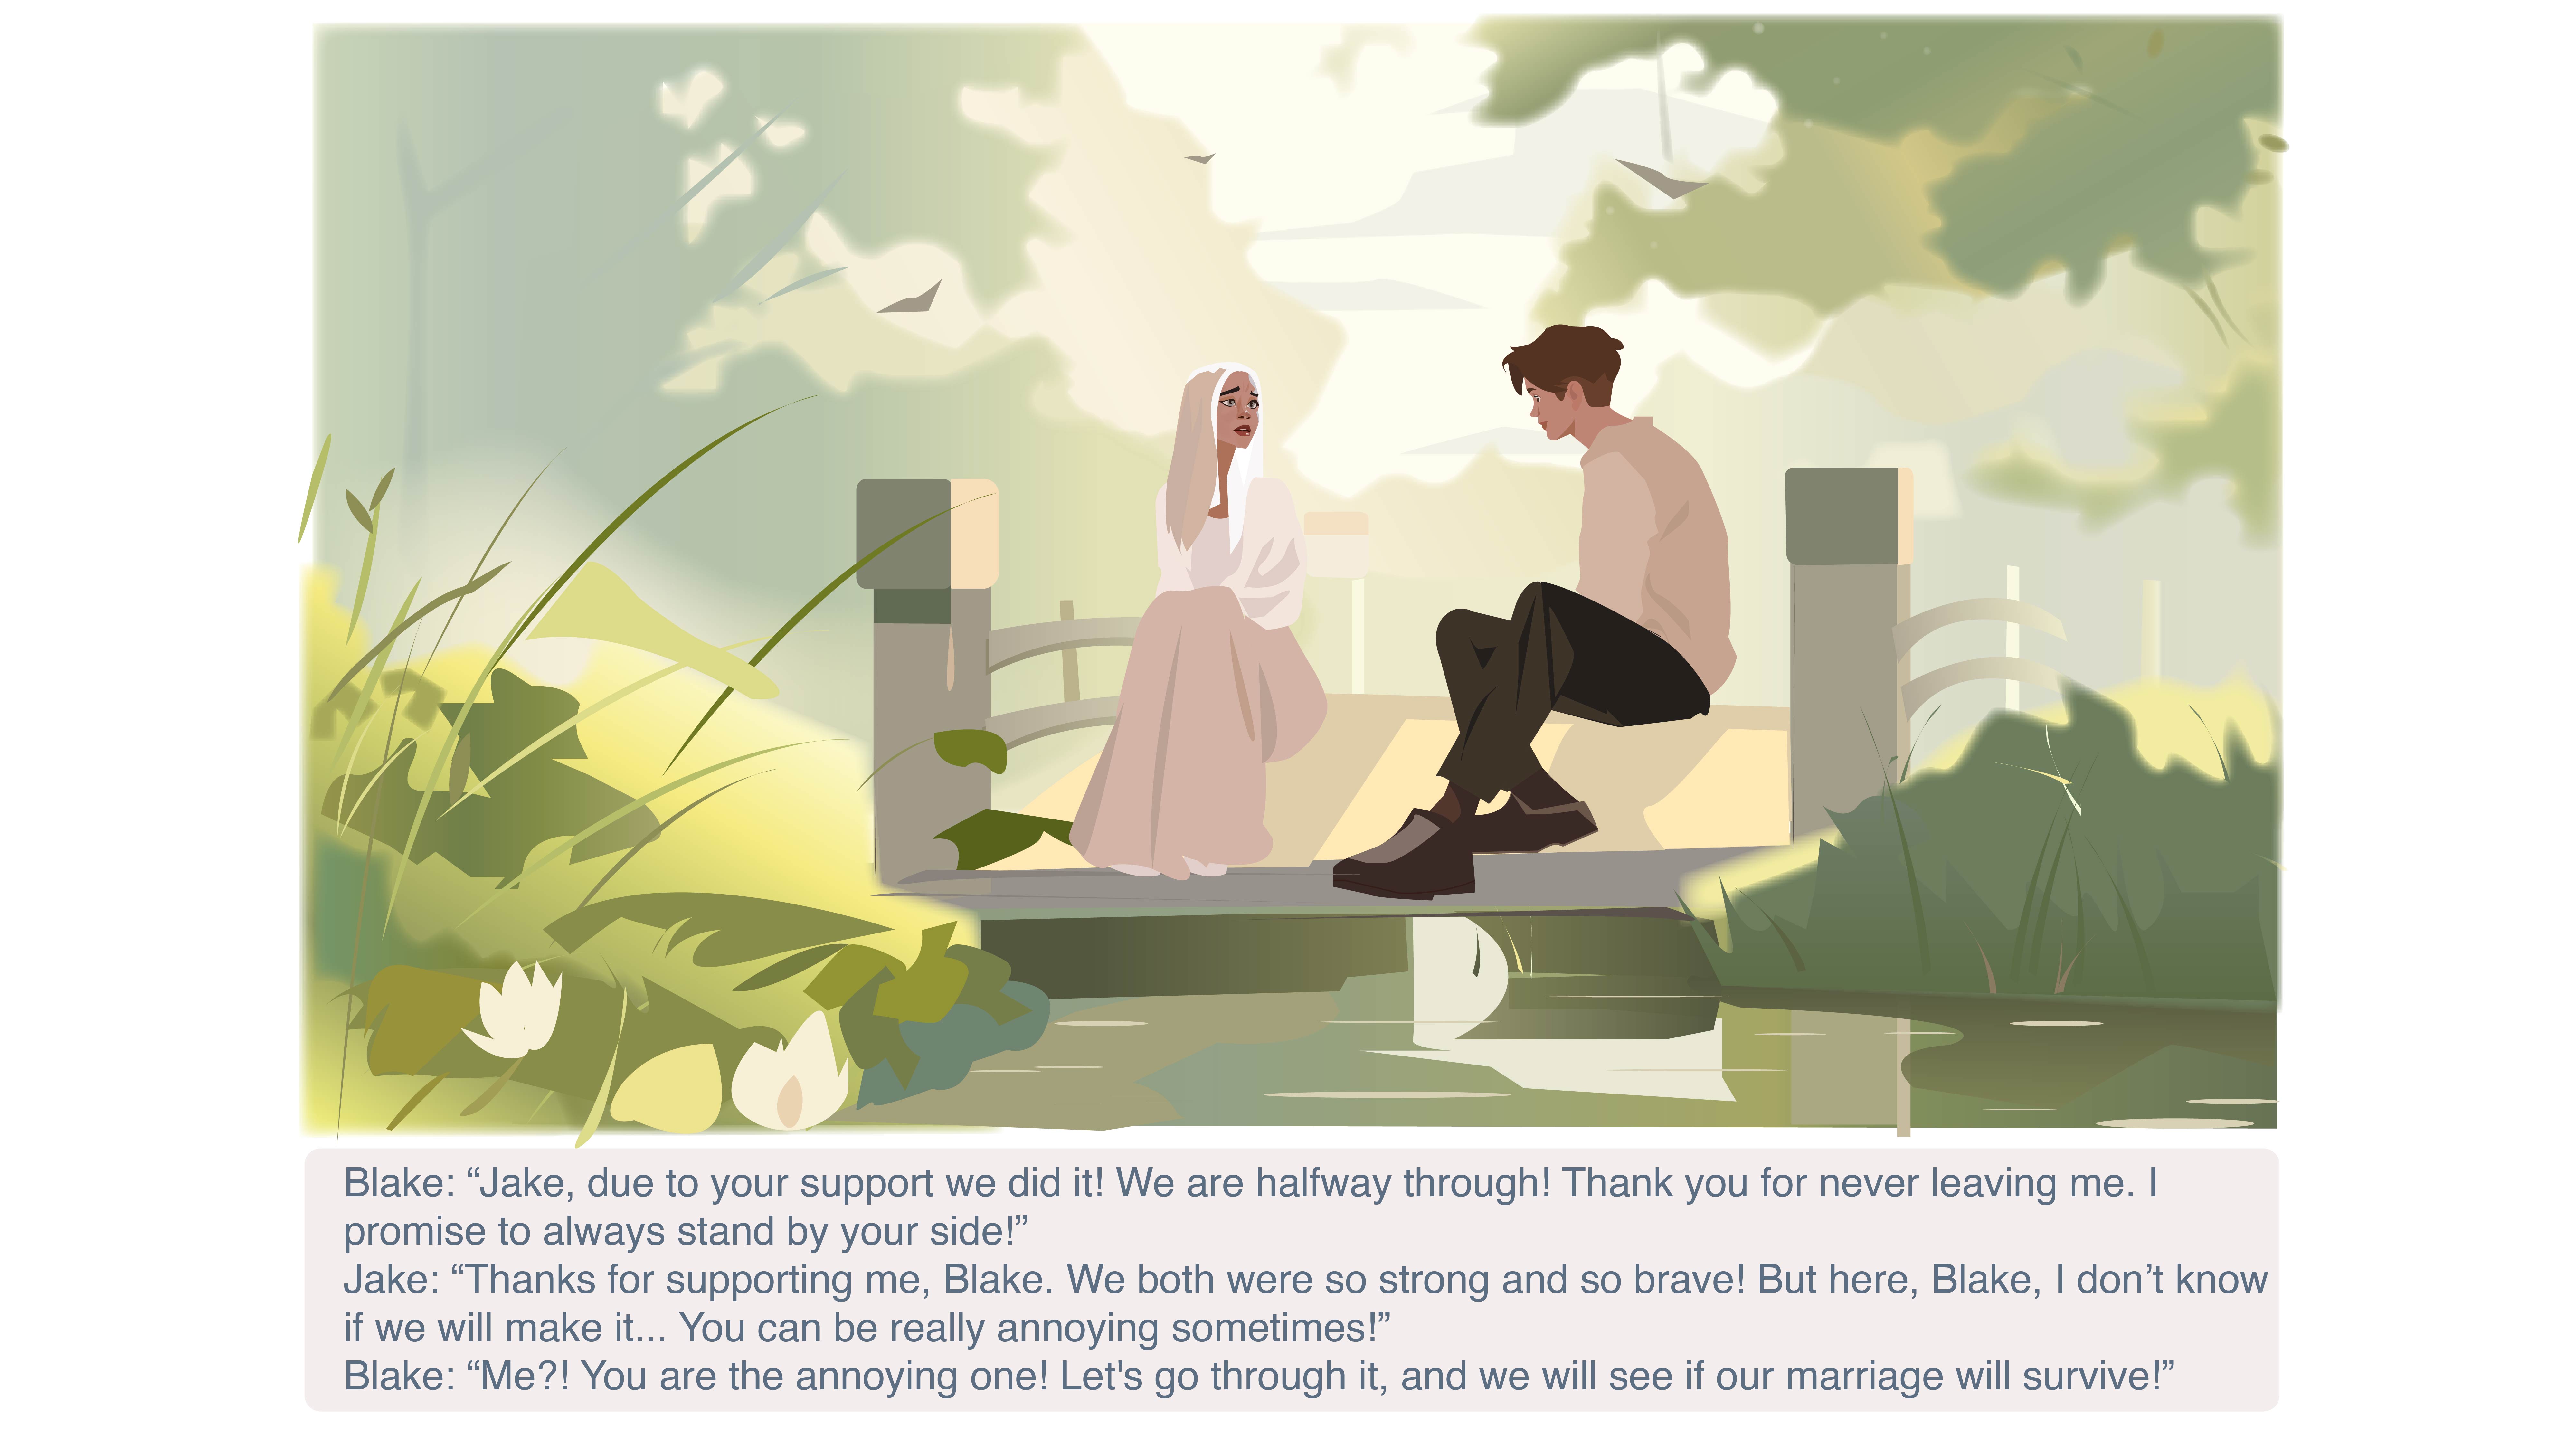 Blake: “Jake, due to your support we did it! We are halfway through! Thank you for never leaving me. I
promise to always stand by your side!”
Jake: “Thanks for supporting me, Blake. We both were so strong and so brave! But here, Blake, I don’t know
if we will make it... You can be really annoying sometimes!”
Blake: “Me?! You are the annoying one! Let's go through it, and we will see if our marriage will survive!”